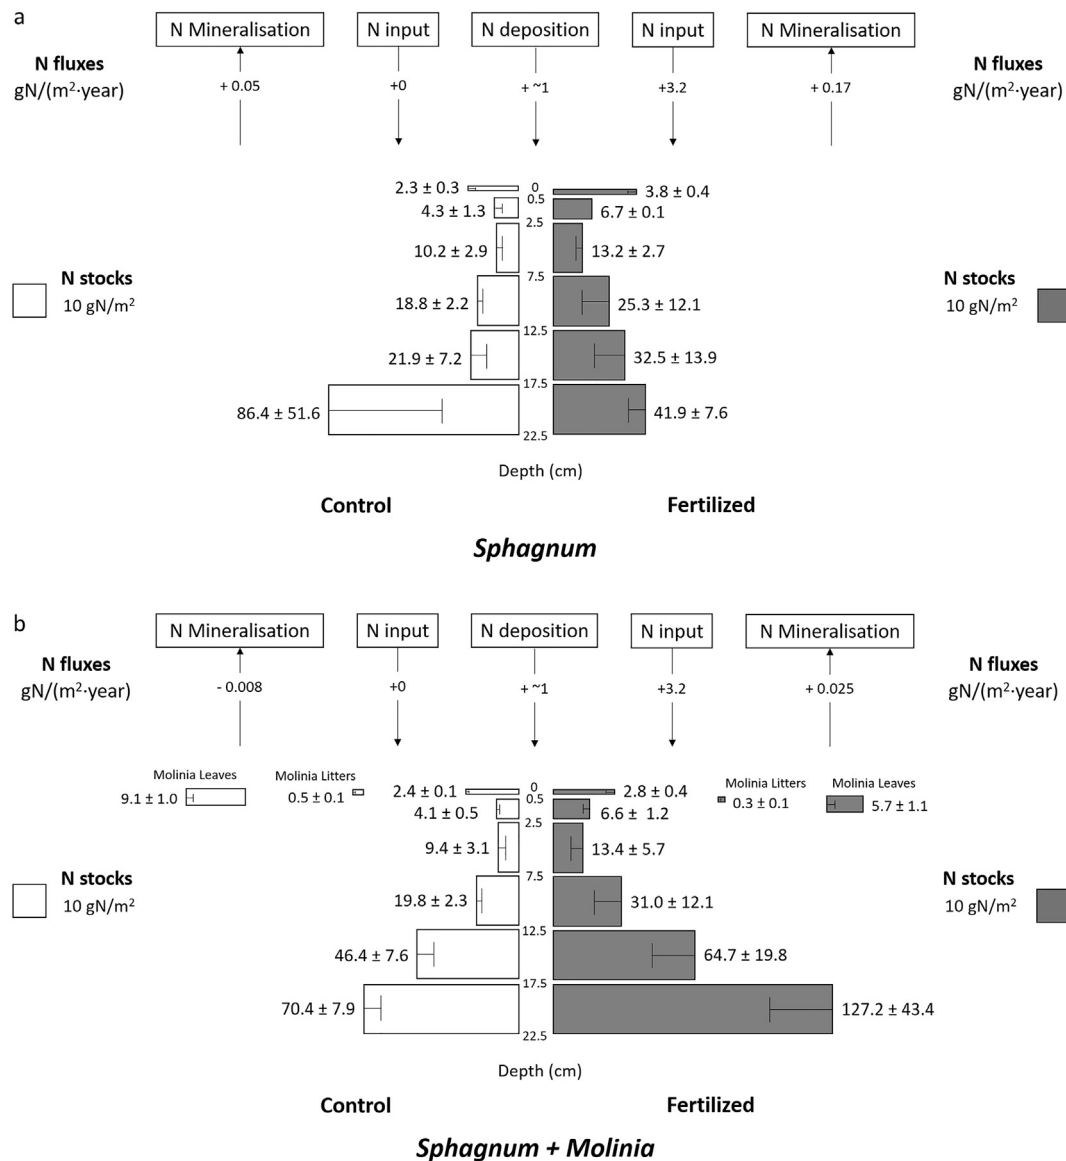 a
N Mineralisation
N input
N deposition
N input
N Mineralisation
N fluxes
gN/(m²·year)
+ 0.05
+0
+ ~1
+3.2
+ 0.17
N fluxes
gN/(m²·year)
2.3 ± 0.3
0
3.8 ± 0.4
0.5
4.3 ± 1.3
6.7 ± 0.1
2.5
10.2 ± 2.9
13.2 ± 2.7
7.5
N stocks
10 gN/m²
18.8 ± 2.2
25.3 ± 12.1
N stocks
10 gN/m²
12.5
21.9 ± 7.2
32.5 ± 13.9
17.5
86.4 ± 51.6
41.9 ± 7.6
22.5
Depth (cm)
Control
Fertilized
Sphagnum
b
N Mineralisation
N input
N deposition
N input
N Mineralisation
N fluxes
gN/(m²·year)
- 0.008
+0
+ ~1
+3.2
+ 0.025
N fluxes
gN/(m²·year)
Molinia Leaves
9.1 ± 1.0
Molinia Litters
0.5 ± 0.1
2.4 ± 0.1
0
2.8 ± 0.4
Molinia Litters
0.3 ± 0.1
Molinia Leaves
5.7 ± 1.1
0.5
4.1 ± 0.5
6.6 ± 1.2
2.5
9.4 ± 3.1
13.4 ± 5.7
7.5
N stocks
10 gN/m²
19.8 ± 2.3
31.0 ± 12.1
N stocks
10 gN/m²
12.5
46.4 ± 7.6
64.7 ± 19.8
17.5
70.4 ± 7.9
127.2 ± 43.4
22.5
Depth (cm)
Control
Fertilized
Sphagnum + Molinia